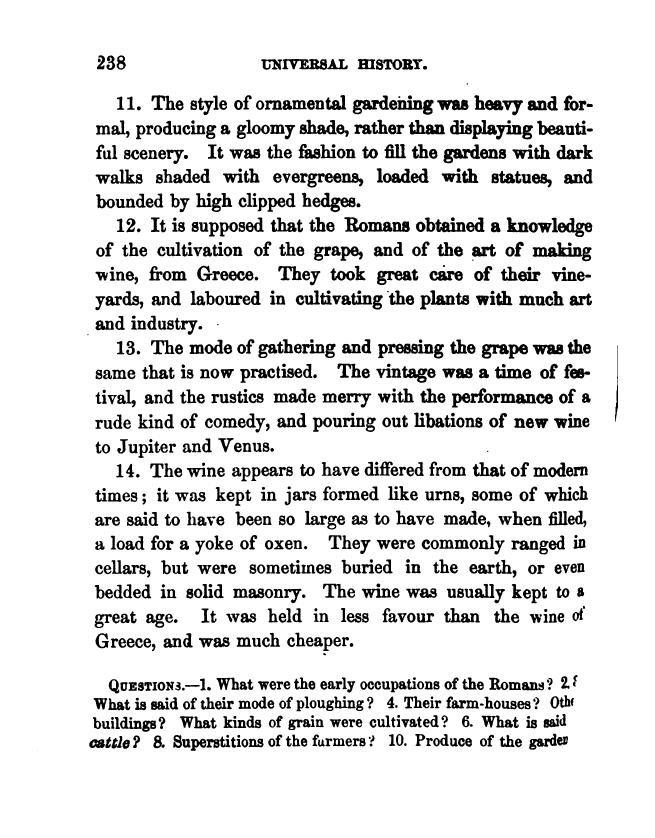 238 UNIVERSAL HISTORY.
11. The style of ornamental gardening was heavy and for-
mal, producing a gloomy shade, rather than displaying beauti-
ful scenery. It was the fashion to fill the gardens with dark
walks shaded with evergreens, loaded with statues, and
bounded by high clipped hedges.
12. It is supposed that the Romans obtained a knowledge
of the cultivation of the grape, and of the art of making
wine, from Greece. They took great care of their vine-
yards, and laboured in cultivating the plants with much art
and industry.
13. The mode of gathering and pressing the grape was the
same that is now practised. The vintage was a time of fes-
tival, and the rustics made merry with the performance of a
rude kind of comedy, and pouring out libations of new wine
to Jupiter and Venus.
14. The wine appears to have differed from that of modern
times; it was kept in jars formed like urns, some of which
are said to have been so large as to have made, when filled,
a load for a yoke of oxen. They were commonly ranged in
cellars, but were sometimes buried in the earth, or even
bedded in solid masonry. The wine was usually kept to a
great age. It was held in less favour than the wine of
Greece, and was much cheaper.
QUESTIONS.—1. What were the early occupations of the Romans? 2.
What is said of their mode of ploughing? 4. Their farm-houses? Oth
buildings? What kinds of grain were cultivated? 6. What is said
cattle? 8. Superstitions of the farmers? 10. Produce of the garden